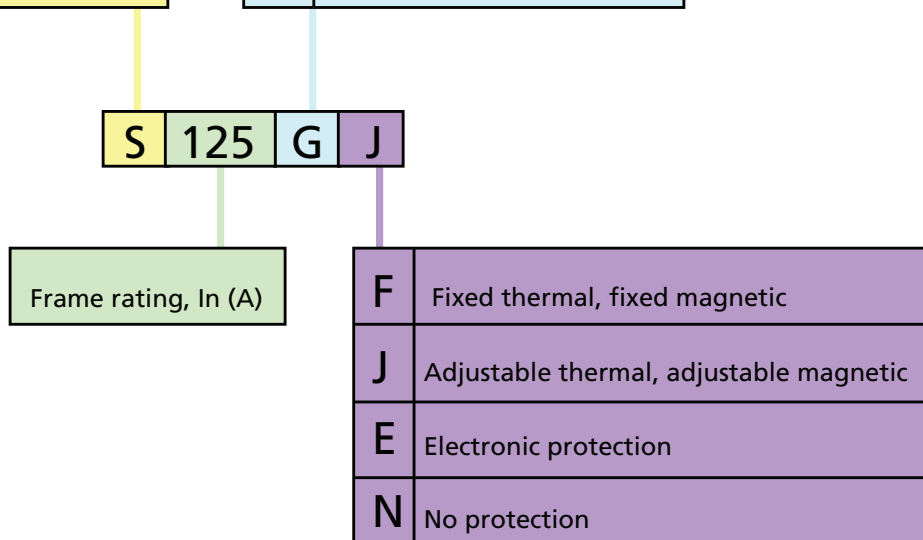 S 125 G J
Frame rating, In (A)
F Fixed thermal, fixed magnetic
J Adjustable thermal, adjustable magnetic
E Electronic protection
N No protection